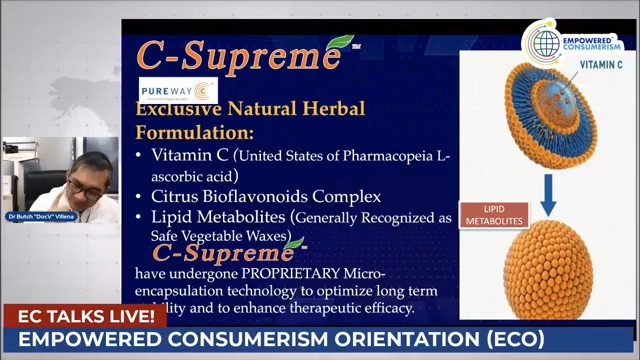 C-Supreme™
EMPOWERED
CONSUMERISM
VITAMIN C
PUREWAY C
Exclusive Natural Herbal
Formulation:
• Vitamin C (United States of Pharmacopeia L-
ascorbic acid)
• Citrus Bioflavonoids Complex
• Lipid Metabolites (Generally Recognized as
Safe Vegetable Waxes)
C-Supreme
have undergone PROPRIETARY Micro-
encapsulation technology to optimize long term
and to enhance therapeutic efficacy.
LIPID
METABOLITES
Dr Butch "DocV" Villena
EC TALKS LIVE!
EMPOWERED CONSUMERISM ORIENTATION (ECO)